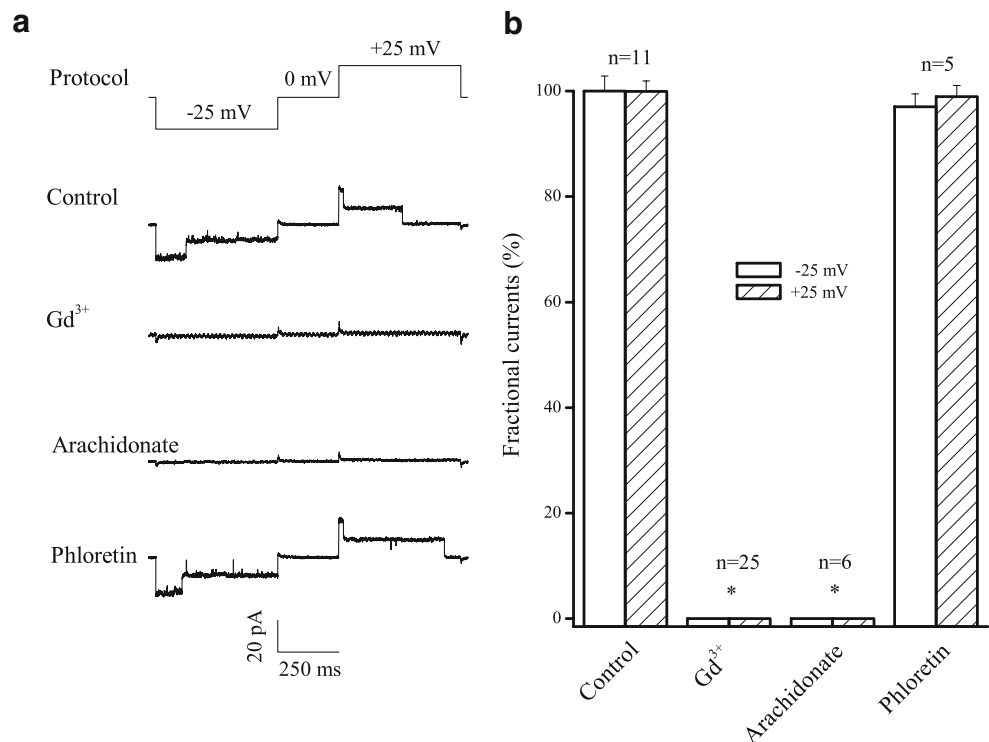 a
Protocol
-25 mV
0 mV
+25 mV
Control
Gd³⁺
Arachidonate
Phloretin
20 pA
250 ms
b
Fractional currents (%)
100
80
60
40
20
0
n=11
n=25
*
n=6
*
n=5
-25 mV
+25 mV
Control
Gd³⁺
Arachidonate
Phloretin